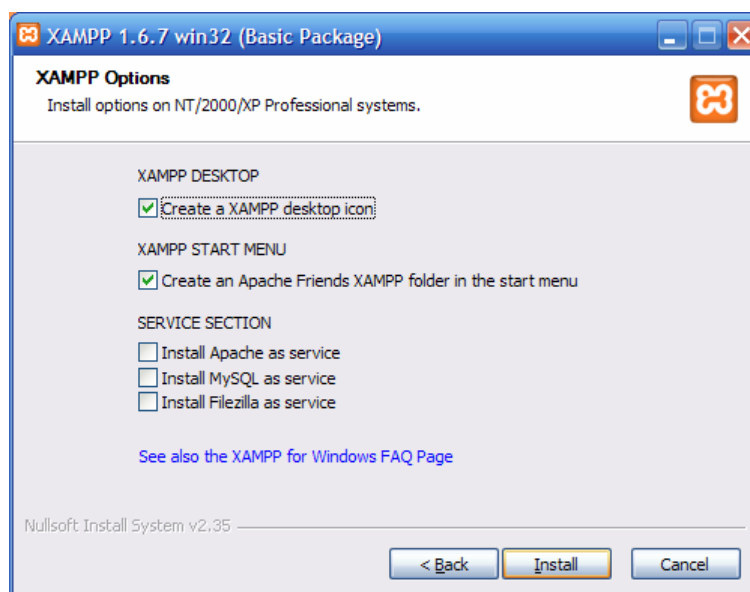 XAMPP 1.6.7 win32 (Basic Package)
XAMPP Options
Install options on NT/2000/XP Professional systems.
XAMPP DESKTOP
Create a XAMPP desktop icon
XAMPP START MENU
Create an Apache Friends XAMPP folder in the start menu
SERVICE SECTION
Install Apache as service
Install MySQL as service
Install Filezilla as service
See also the XAMPP for Windows FAQ Page
Nullsoft Install System v2.35
< Back Install Cancel